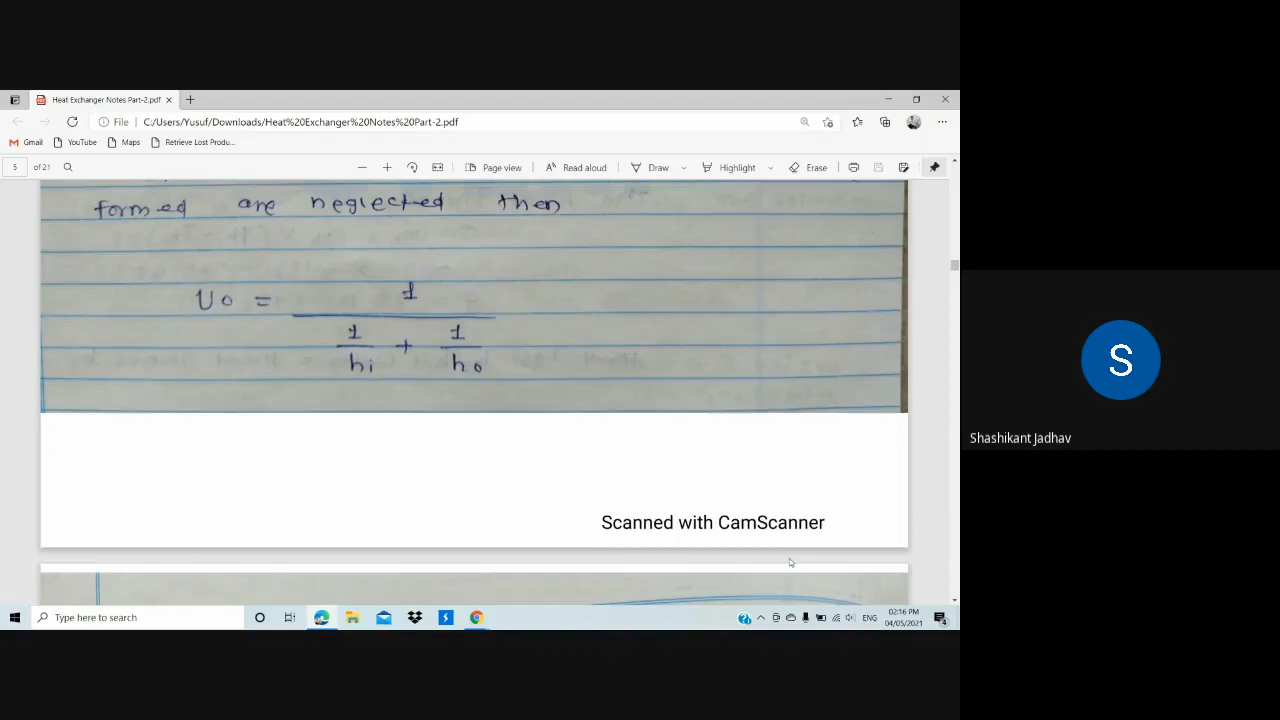 Heat Exchanger Notes Part-2.pdf
File
C:/Users/Yusuf/Downloads/Heat%20Exchanger%20Notes%20Part-2.pdf
Gmail YouTube Maps Retrieve Lost Produ...
5 of 21 Page view Read aloud Draw Highlight Erase
formed are neglected then
Uo = 1
1 + 1
hi ho
Scanned with CamScanner
S
Shashikant Jadhav
Type here to search
ENG
02:16 PM
04/05/2021